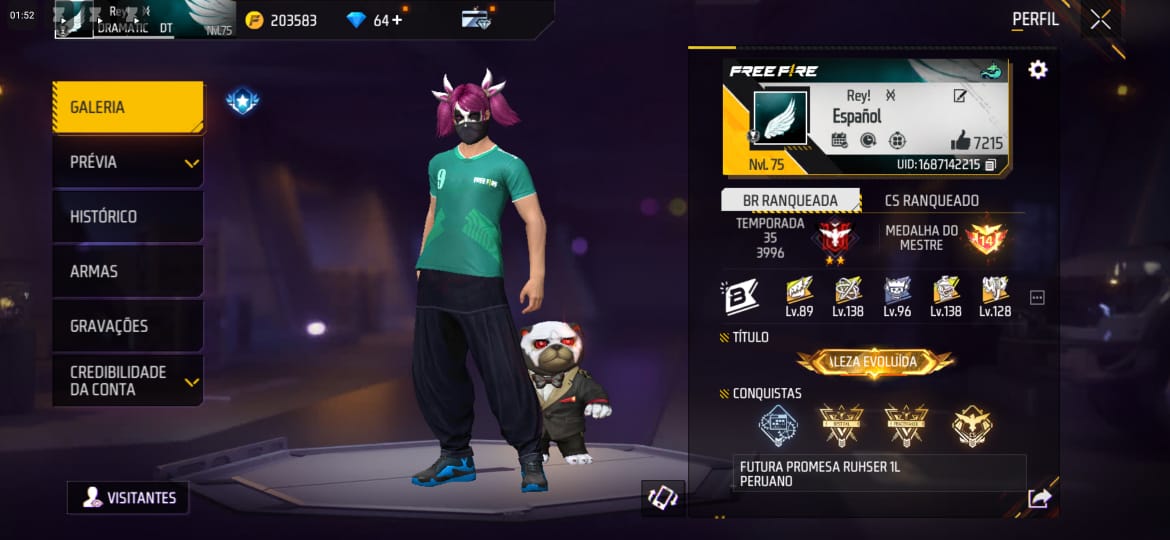 01:52
Rey!
DRAMATIC DT
Nvl.75
203583
64+
PERFIL
GALERIA
PRÉVIA
HISTÓRICO
ARMAS
GRAVAÇÕES
CREDIBILIDADE
DA CONTA
VISITANTES
9
FREE FIRE
FREE FIRE
Rey!
Español
7215
Nvl. 75
UID:1687142215
BR RANQUEADA
CS RANQUEADO
TEMPORADA
35
3996
MEDALHA DO
MESTRE
14
B
Lv.89
Lv.138
Lv.96
Lv.138
Lv.128
TÍTULO
LEZA EVOLUÍDA
CONQUISTAS
FUTURA PROMESA RUHSER 1L
PERUANO